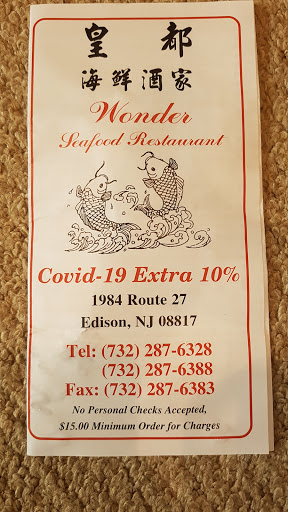 皇 都
海鮮酒家
Wonder
Seafood Restaurant
Covid-19 Extra 10%
1984 Route 27
Edison, NJ 08817
Tel: (732) 287-6328
(732) 287-6388
Fax: (732) 287-6383
No Personal Checks Accepted,
$15.00 Minimum Order for Charges